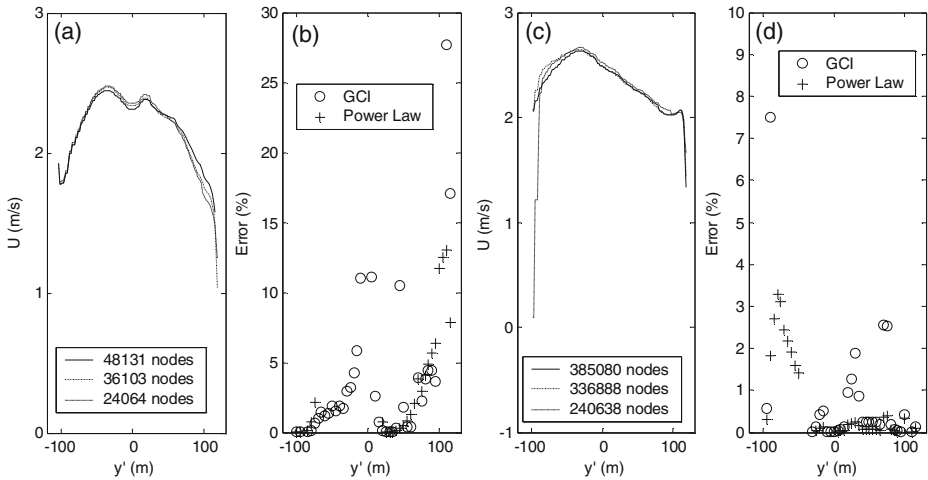 (a)
3
2
1
0
U (m/s)
48131 nodes
36103 nodes
24064 nodes
-100 0 100
y' (m)
(b)
30
25
20
15
10
5
0
Error (%)
GCI
Power Law
-100 0 100
y' (m)
(c)
3
2
1
0
-1
U (m/s)
385080 nodes
336888 nodes
240638 nodes
-100 0 100
y' (m)
(d)
10
9
8
7
6
5
4
3
2
1
0
Error (%)
GCI
Power Law
-100 0 100
y' (m)